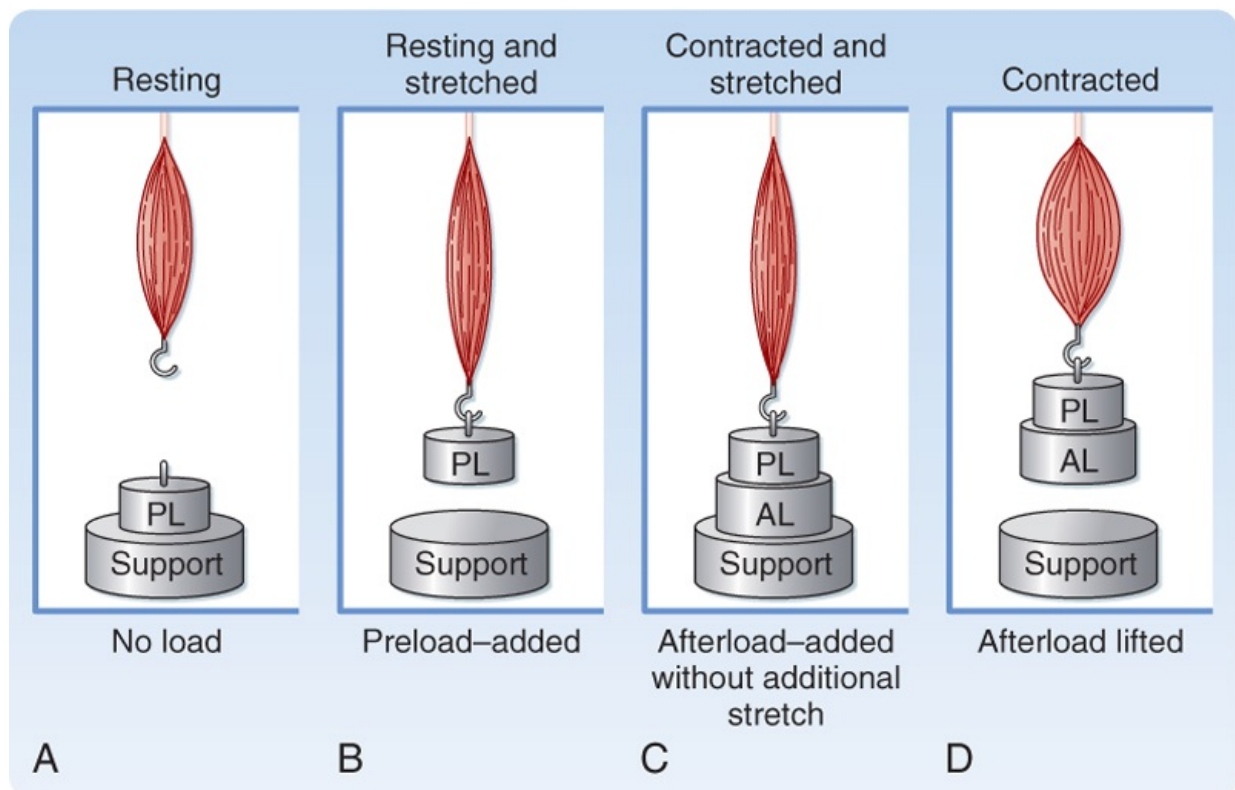 Resting
PL
Support
No load
A
Resting and
stretched
PL
Support
Preload–added
B
Contracted and
stretched
PL
AL
Support
Afterload–added
without additional
stretch
C
Contracted
PL
AL
Support
Afterload lifted
D